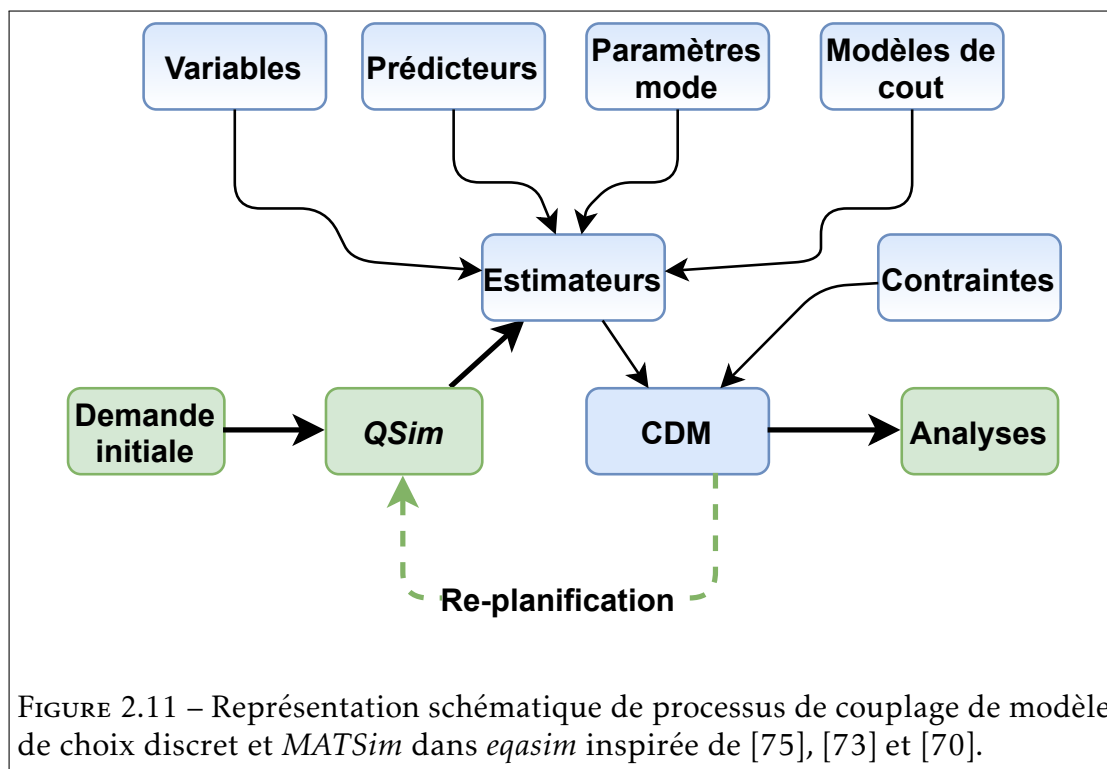 Variables
Prédicteurs
Paramètres
mode
Modèles de
cout
Estimateurs
Contraintes
Demande
initiale
QSim
CDM
Analyses
Re-planification
FIGURE 2.11 – Représentation schématique de processus de couplage de modèle
de choix discret et MATSim dans eqasim inspirée de [75], [73] et [70].